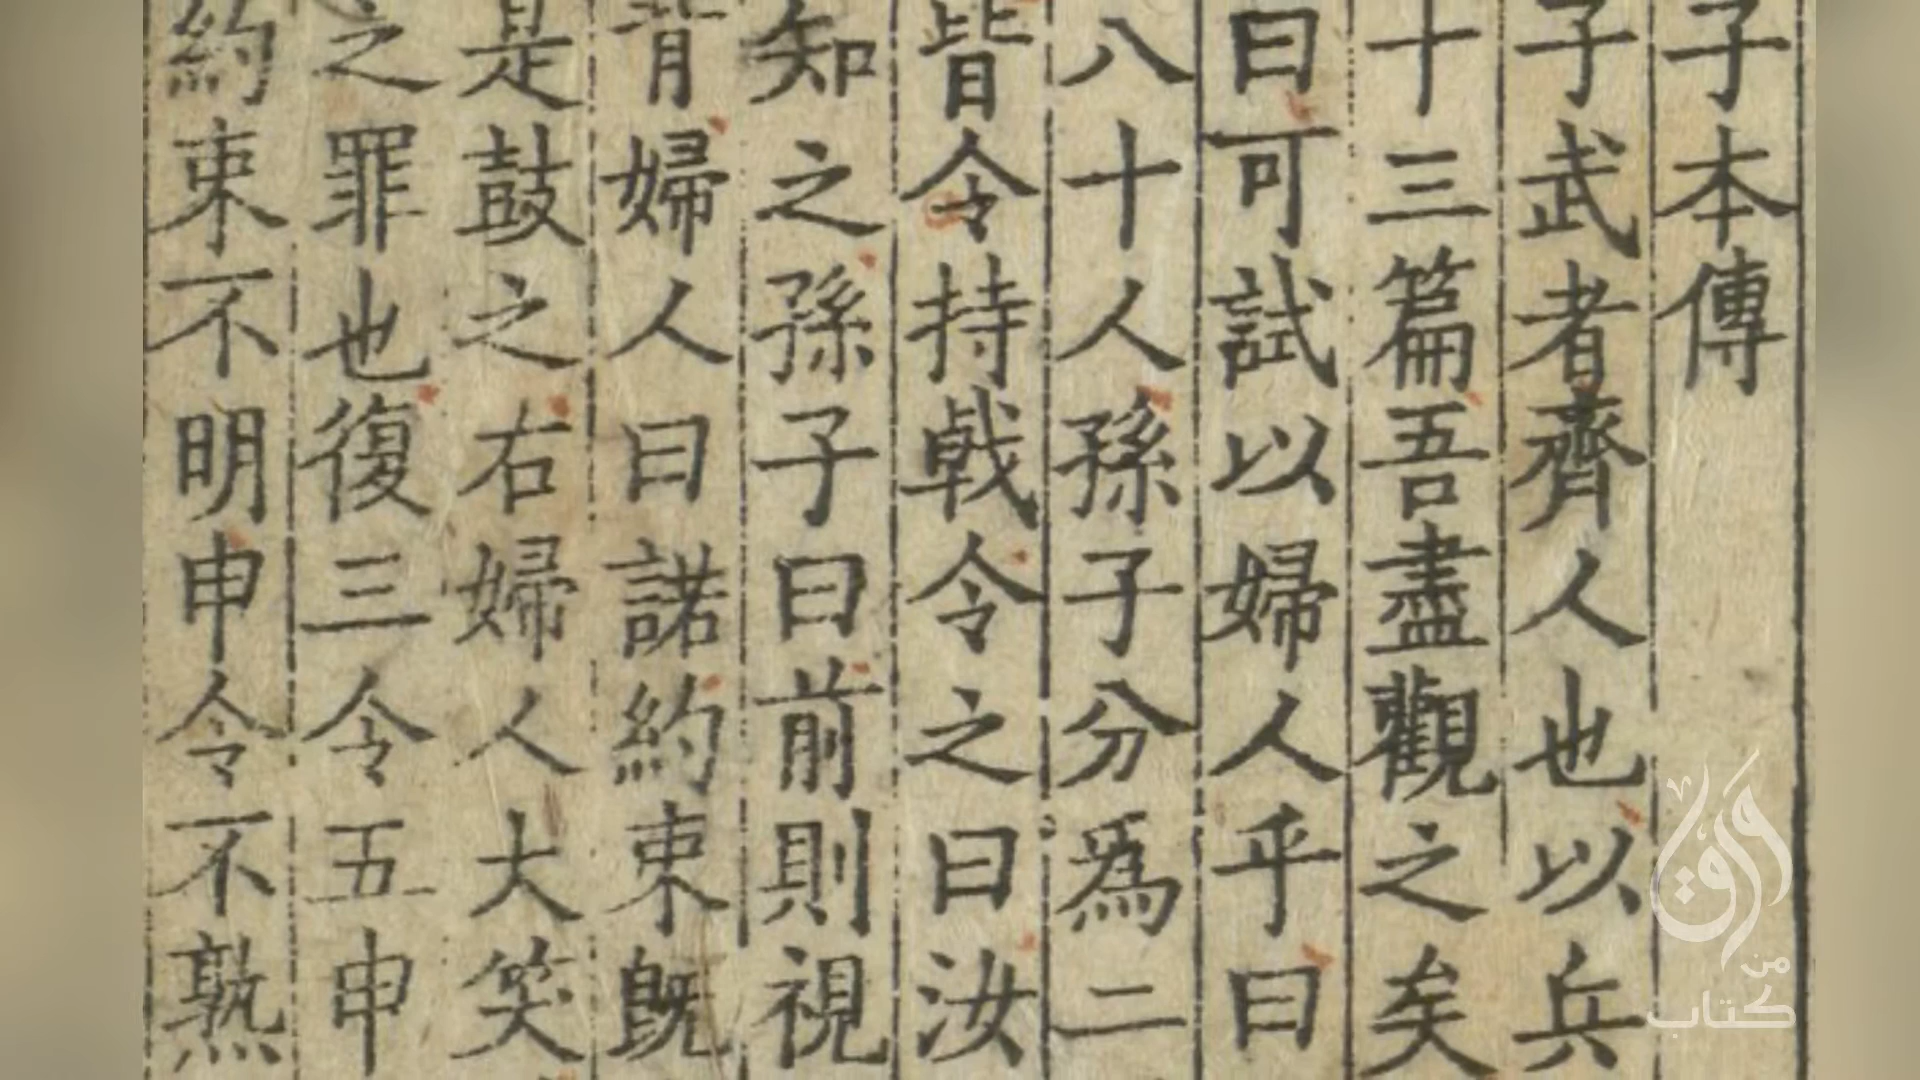 子本傳
子武者齊人也以兵
十三篇吾盡觀之矣
曰可試以婦人乎曰
八十人孫子分爲二
皆令持戟令之曰汝
知之孫子曰前則視
背婦人曰諾約束既
是鼓之右婦人大笑
之罪也復三令五申
約束不明申令不熟
ورق
من
كتاب